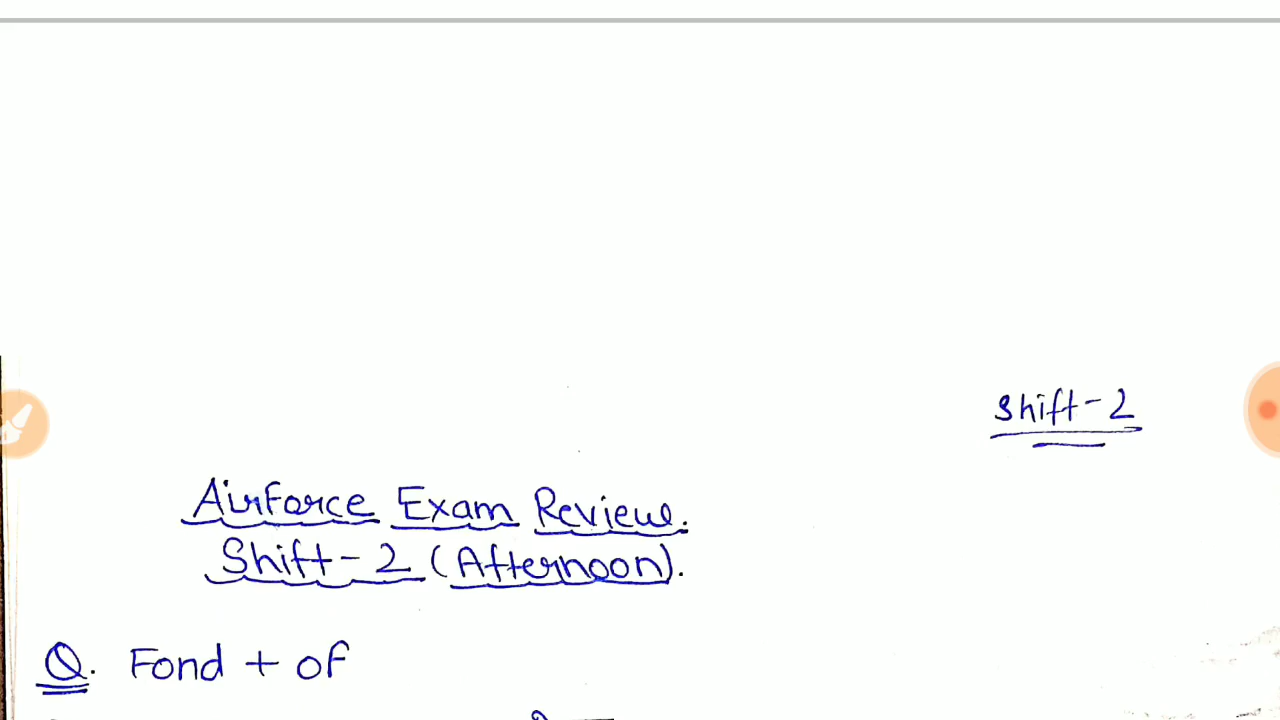 Shift-2
AirForce Exam Review.
Shift-2 (Afternoon).
Q. Fond + of